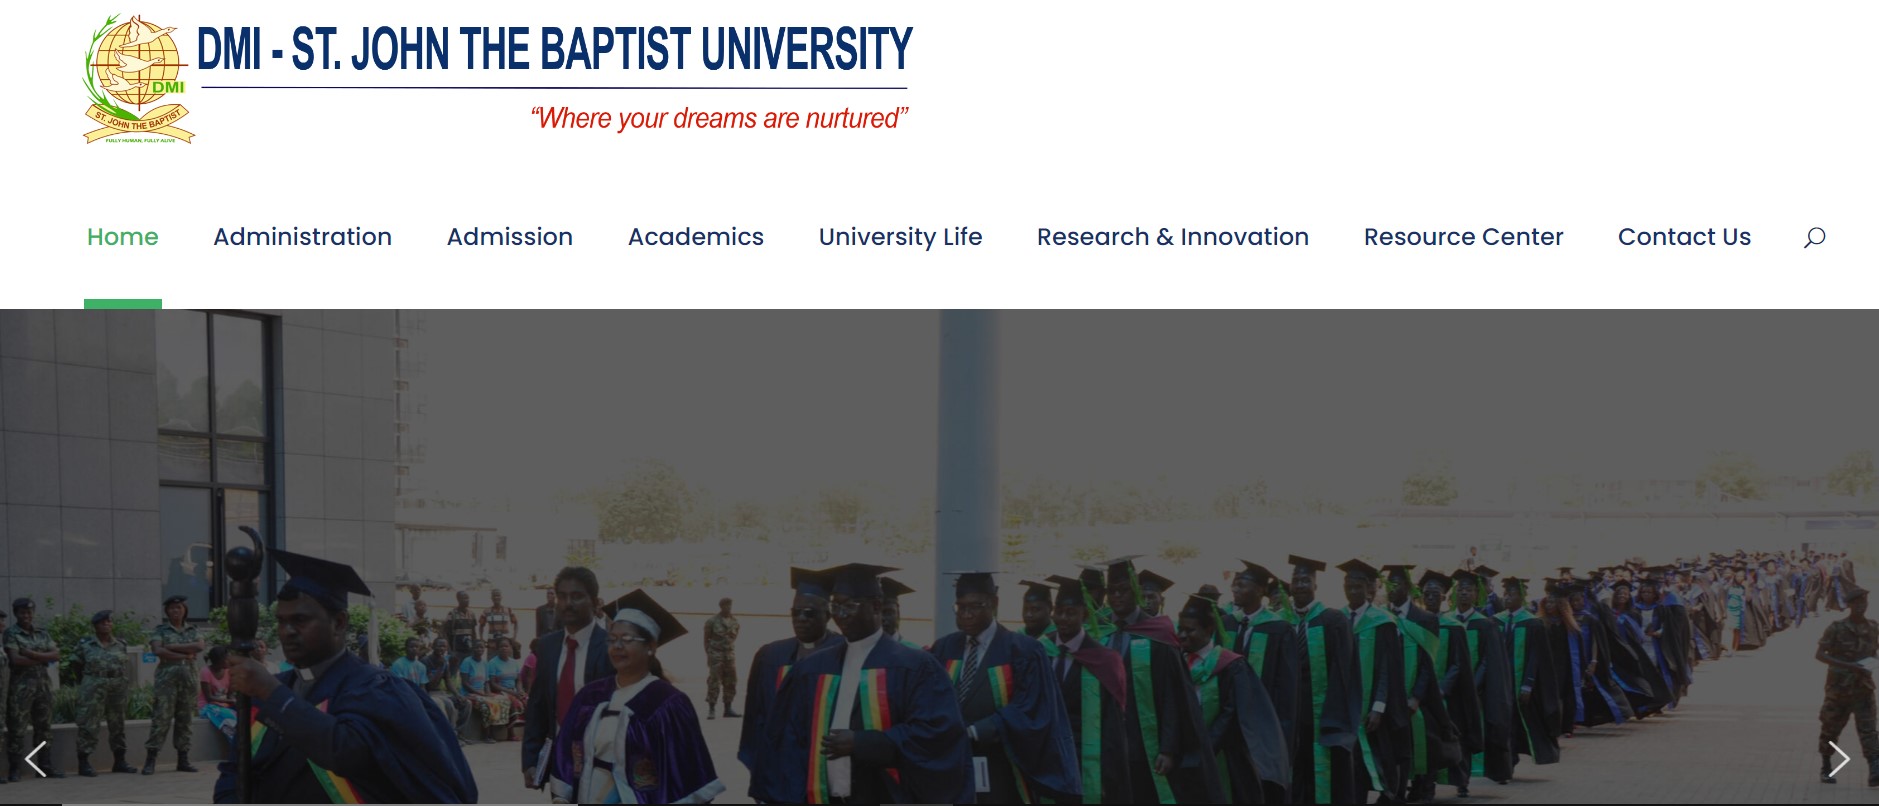 DMI - ST. JOHN THE BAPTIST UNIVERSITY
"Where your dreams are nurtured"
DMI
ST. JOHN THE BAPTIST
FULLY HUMAN, FULLY ALIVE
Home Administration Admission Academics University Life Research & Innovation Resource Center Contact Us